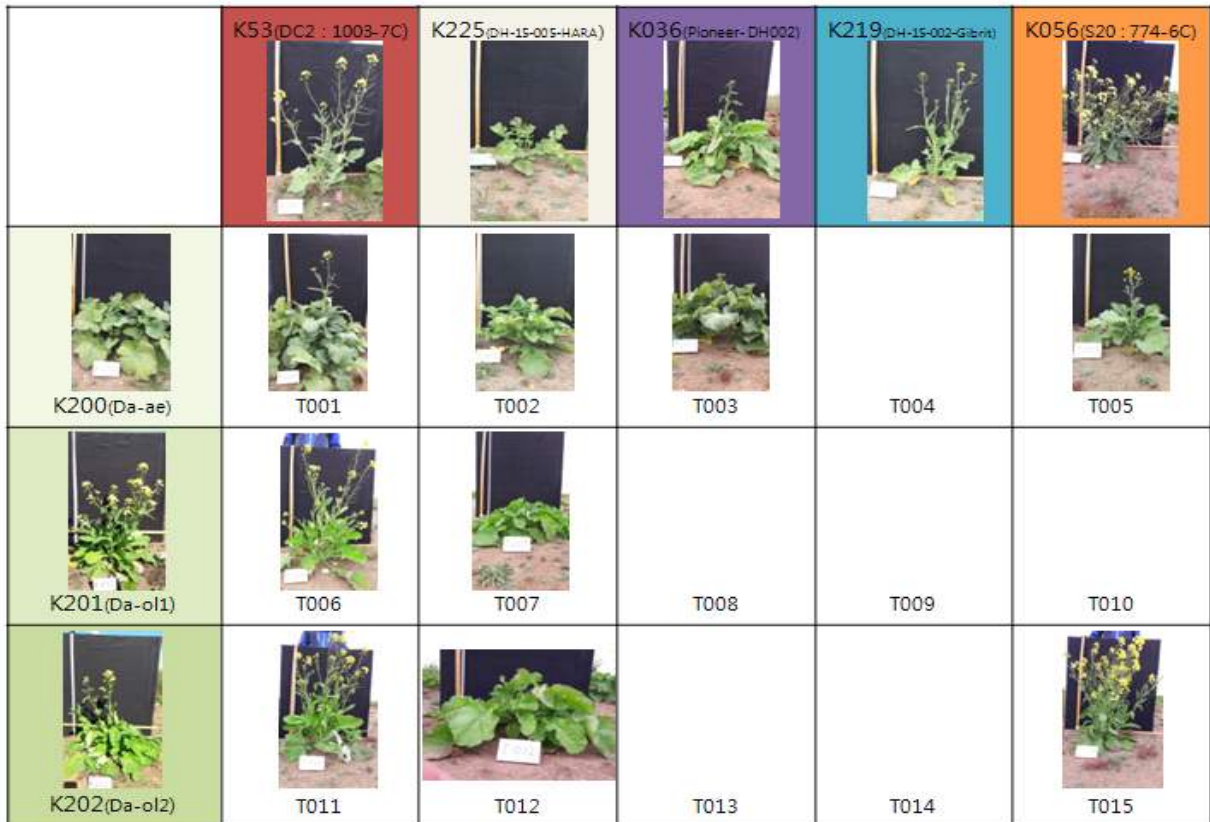 K53(DC2 : 1003-7C) K225(DH-15-005-HARA) K036(Pioneer-DH002) K219(DH-15-002-Gibrit) K056(S20 : 774-6C)
K200(Da-ae) T001 T002 T003 T004 T005
K201(Da-ol1) T006 T007 T008 T009 T010
K202(Da-ol2) T011 T012 T013 T014 T015